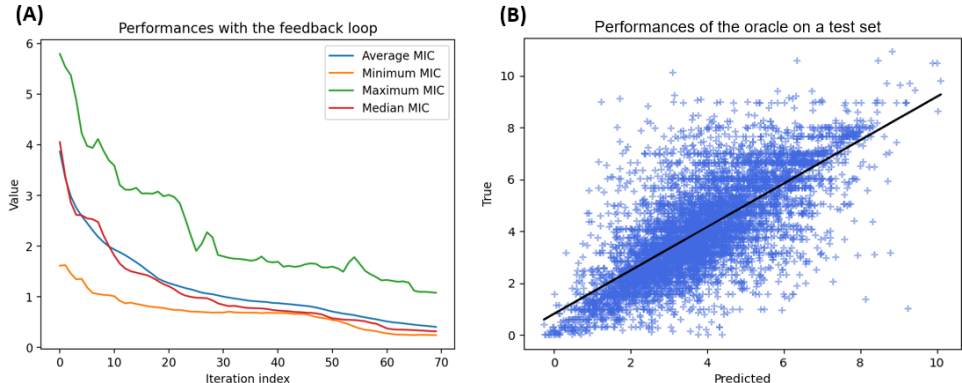 (A)
Performances with the feedback loop
Value
6
5
4
3
2
1
0
Average MIC
Minimum MIC
Maximum MIC
Median MIC
0 10 20 30 40 50 60 70
Iteration index
(B)
Performances of the oracle on a test set
True
10
8
6
4
2
0
0 2 4 6 8 10
Predicted